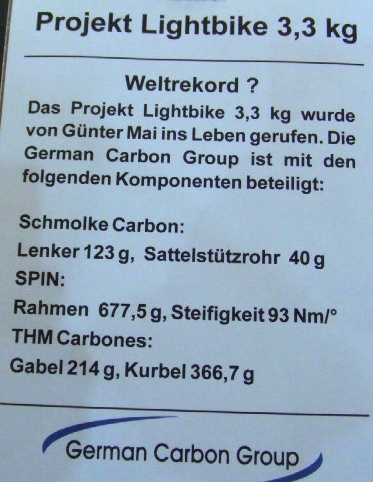 Projekt Lightbike 3,3 kg
Weltrekord ?
Das Projekt Lightbike 3,3 kg wurde
von Günter Mai ins Leben gerufen. Die
German Carbon Group ist mit den
folgenden Komponenten beteiligt:
Schmolke Carbon:
Lenker 123 g, Sattelstützrohr 40 g
SPIN:
Rahmen 677,5 g, Steifigkeit 93 Nm/°
THM Carbones:
Gabel 214 g, Kurbel 366,7 g
German Carbon Group